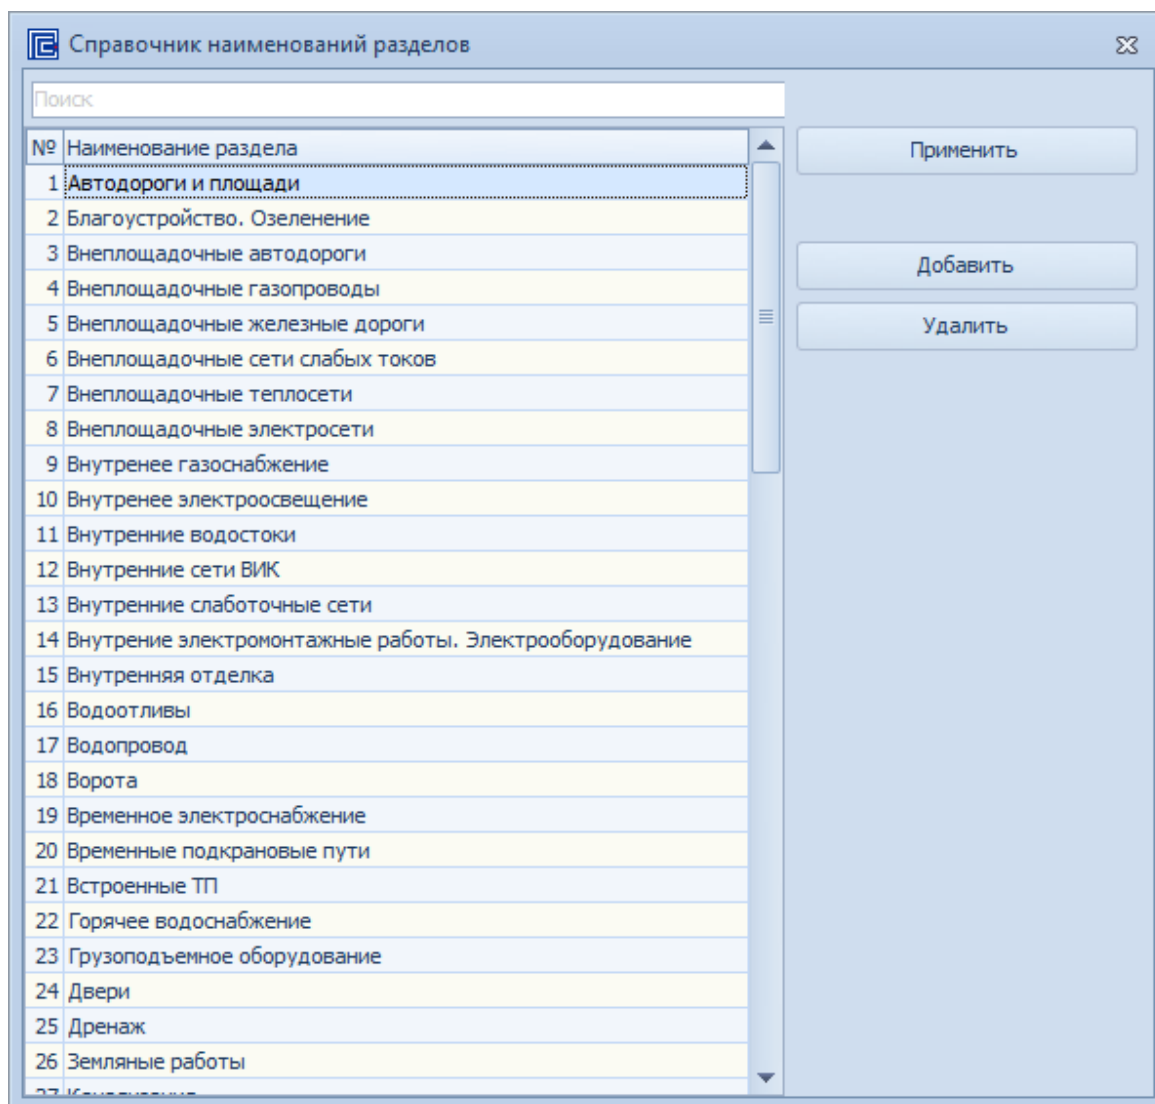 Справочник наименований разделов
Поиск
№ Наименование раздела
Применить
1 Автодороги и площади
2 Благоустройство. Озеленение
3 Внеплощадочные автодороги
Добавить
4 Внеплощадочные газопроводы
5 Внеплощадочные железные дороги
Удалить
6 Внеплощадочные сети слабых токов
7 Внеплощадочные теплосети
8 Внеплощадочные электросети
9 Внутренее газоснабжение
10 Внутренее электроосвещение
11 Внутренние водостоки
12 Внутренние сети ВИК
13 Внутренние слаботочные сети
14 Внутрение электромонтажные работы. Электрооборудование
15 Внутренняя отделка
16 Водоотливы
17 Водопровод
18 Ворота
19 Временное электроснабжение
20 Временные подкрановые пути
21 Встроенные ТП
22 Горячее водоснабжение
23 Грузоподъемное оборудование
24 Двери
25 Дренаж
26 Земляные работы